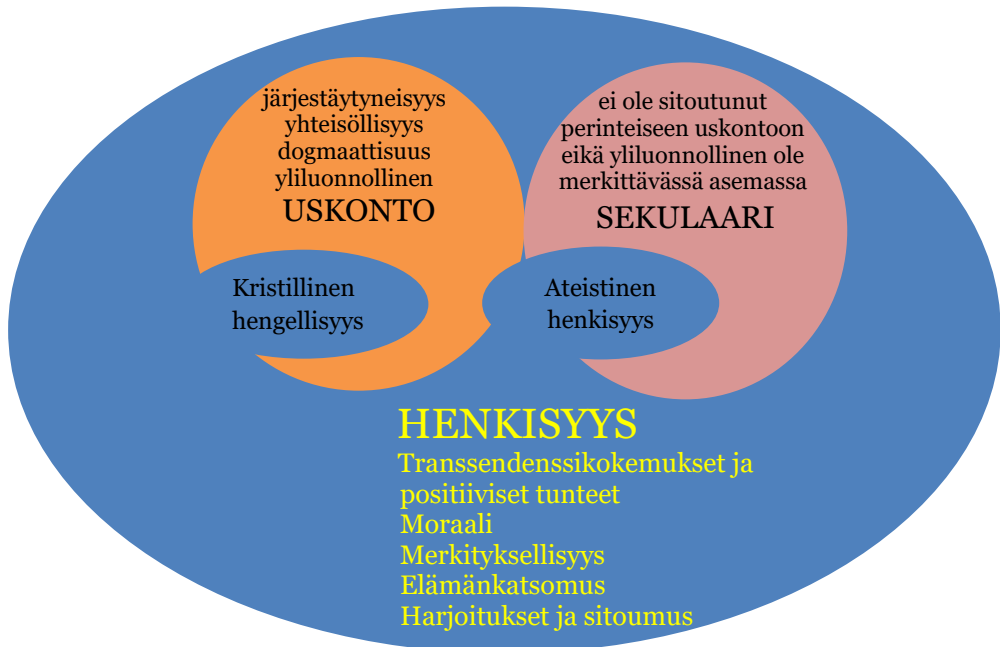 järjestäytyneisyys
yhteisöllisyys
dogmaattisuus
yliluonnollinen
USKONTO
ei ole sitoutunut
perinteiseen uskontoon
eikä yliluonnollinen ole
merkittävässä asemassa
SEKULAARI
Kristillinen
hengellisyys
Ateistinen
henkisyys
HENKISYYS
Transsendenssikokemukset ja
positiiviset tunteet
Moraali
Merkityksellisyys
Elämänkatsomus
Harjoitukset ja sitoumus